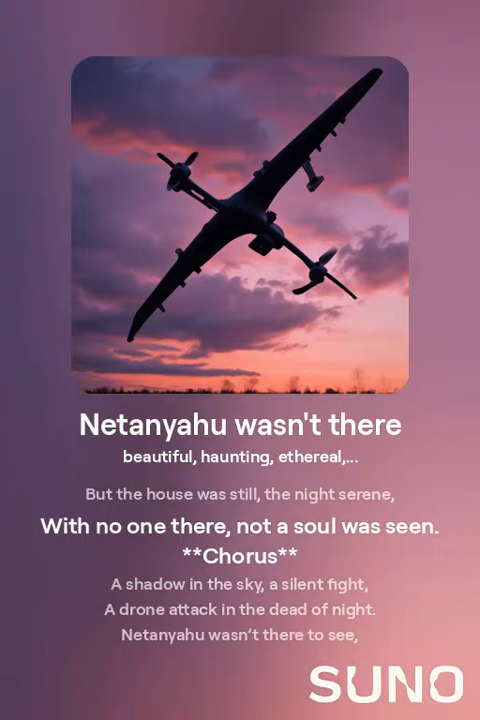 Netanyahu wasn't there
beautiful, haunting, ethereal,...
But the house was still, the night serene,
With no one there, not a soul was seen.
**Chorus**
A shadow in the sky, a silent fight,
A drone attack in the dead of night.
Netanyahu wasn’t there to see,
SUNO